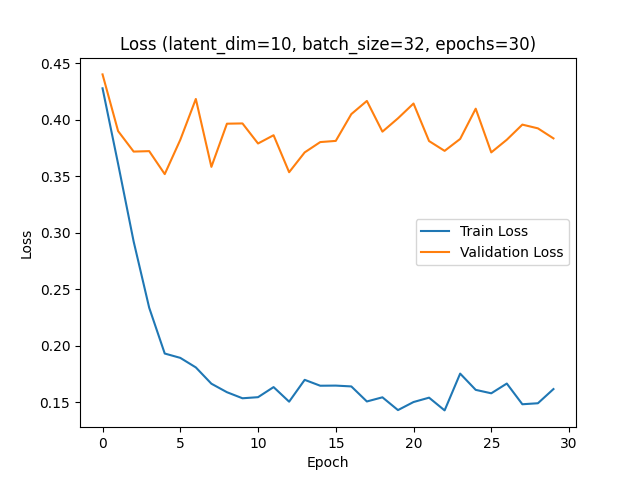 Loss (latent_dim=10, batch_size=32, epochs=30)
0.45
0.40
0.35
0.30
0.25
0.20
0.15
Loss
Train Loss
Validation Loss
0 5 10 15 20 25 30
Epoch